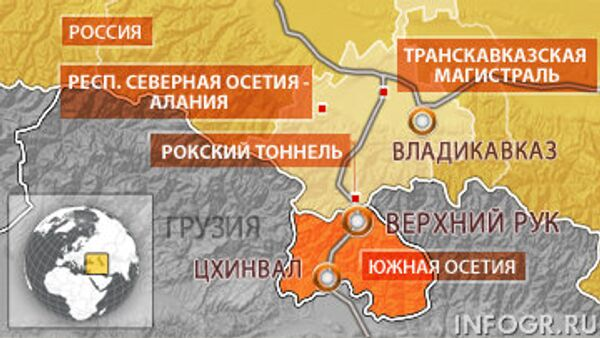 РОССИЯ
ТРАНСКАВКАЗСКАЯ
МАГИСТРАЛЬ
РЕСП. СЕВЕРНАЯ ОСЕТИЯ -
АЛАНИЯ
РОКСКИЙ ТОННЕЛЬ
ВЛАДИКАВКАЗ
ГРУЗИЯ
ВЕРХНИЙ РУК
ЦХИНВАЛ
ЮЖНАЯ ОСЕТИЯ
INFOGR.RU